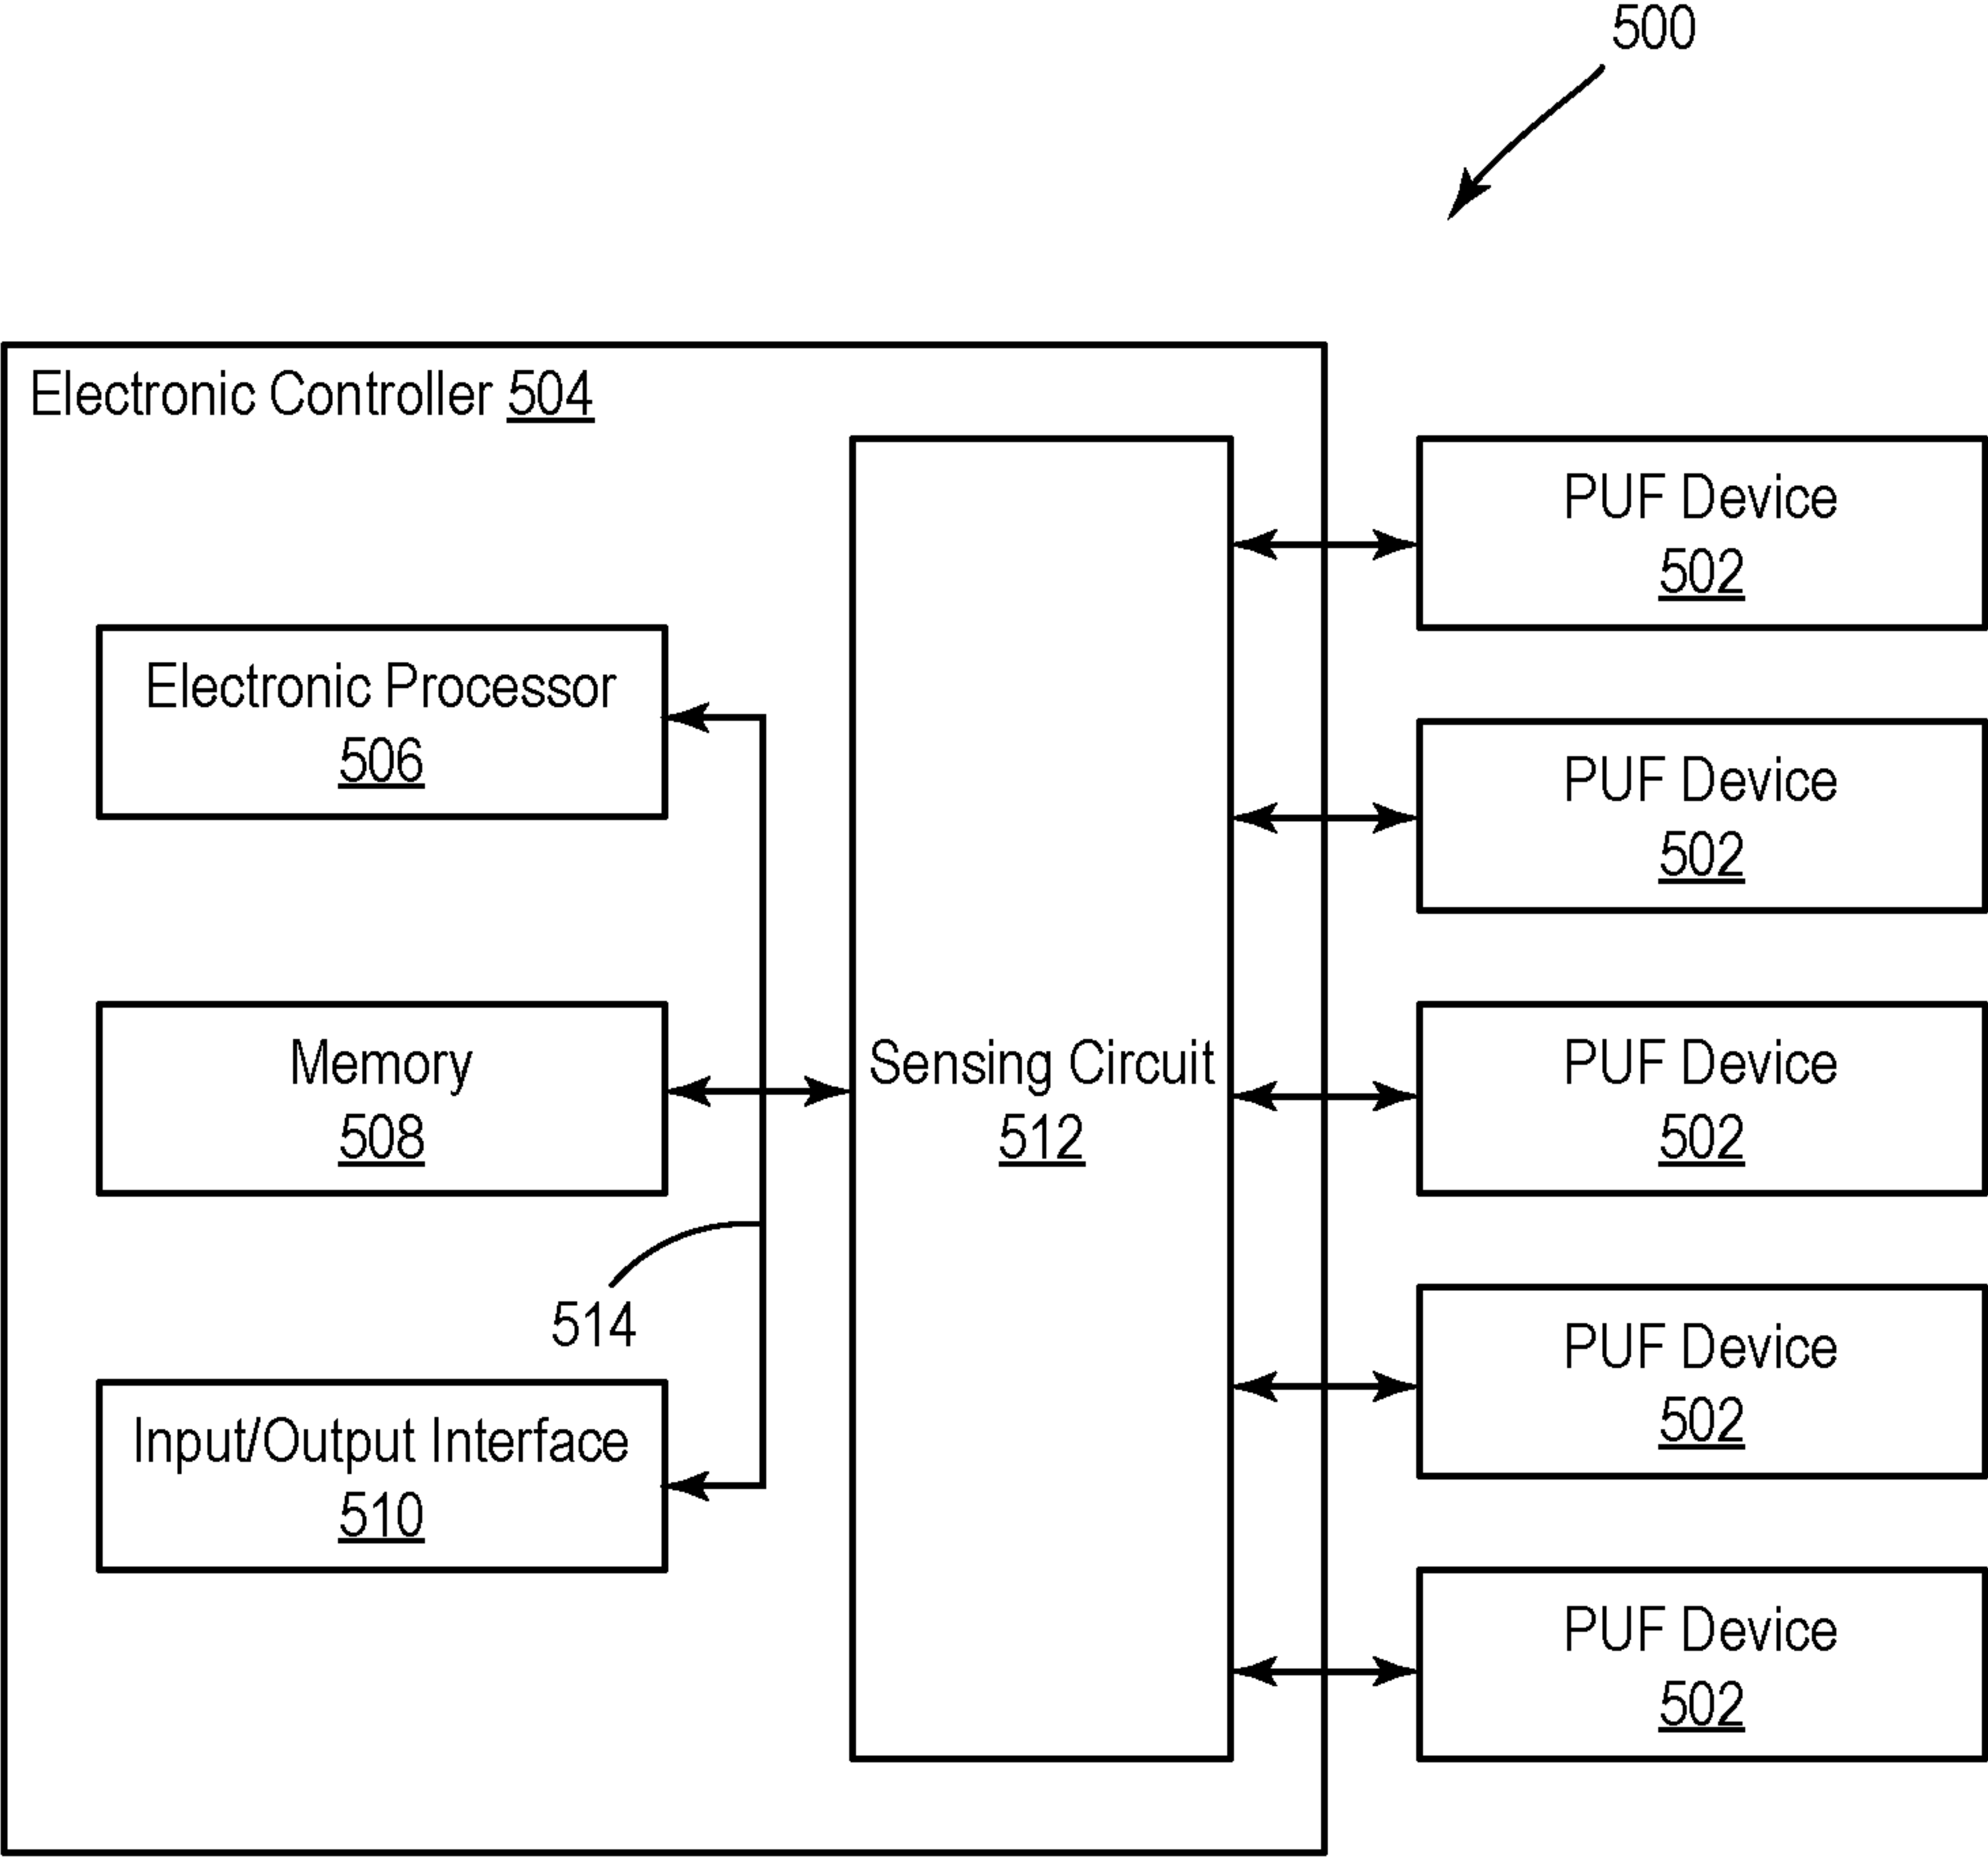 500
Electronic Controller 504
PUF Device
502
Electronic Processor
506
PUF Device
502
Memory
508
Sensing Circuit
512
PUF Device
502
514
PUF Device
502
Input/Output Interface
510
PUF Device
502